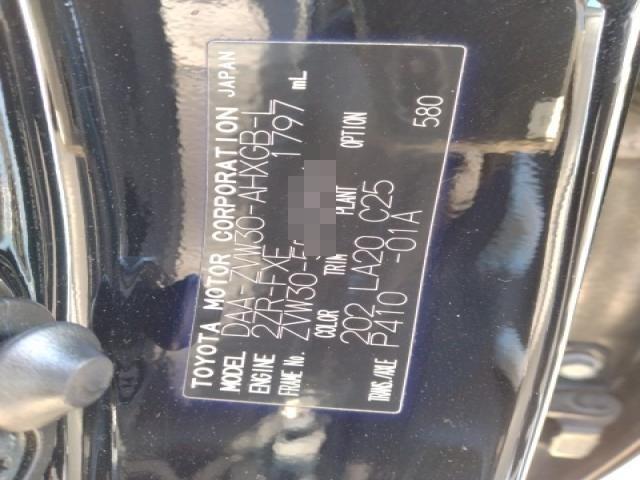 TOYOTA MOTOR CORPORATION JAPAN
MODEL DAA-ZVW30-AHXGB-L
ENGINE 2ZR-FXE 1797 mL
FRAME No. ZVW30-
COLOR TRIM PLANT OPTION
202 LA20 C25 580
TRANS./AXLE P410 -01A